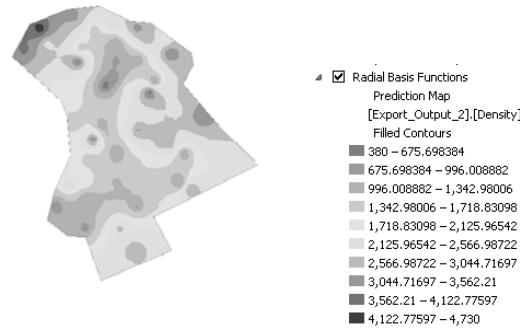 Radial Basis Functions
Prediction Map
[Export_Output_2].[Density]
Filled Contours
380 – 675.698384
675.698384 – 996.008882
996.008882 – 1,342.98006
1,342.98006 – 1,718.83098
1,718.83098 – 2,125.96542
2,125.96542 – 2,566.98722
2,566.98722 – 3,044.71697
3,044.71697 – 3,562.21
3,562.21 – 4,122.77597
4,122.77597 – 4,730